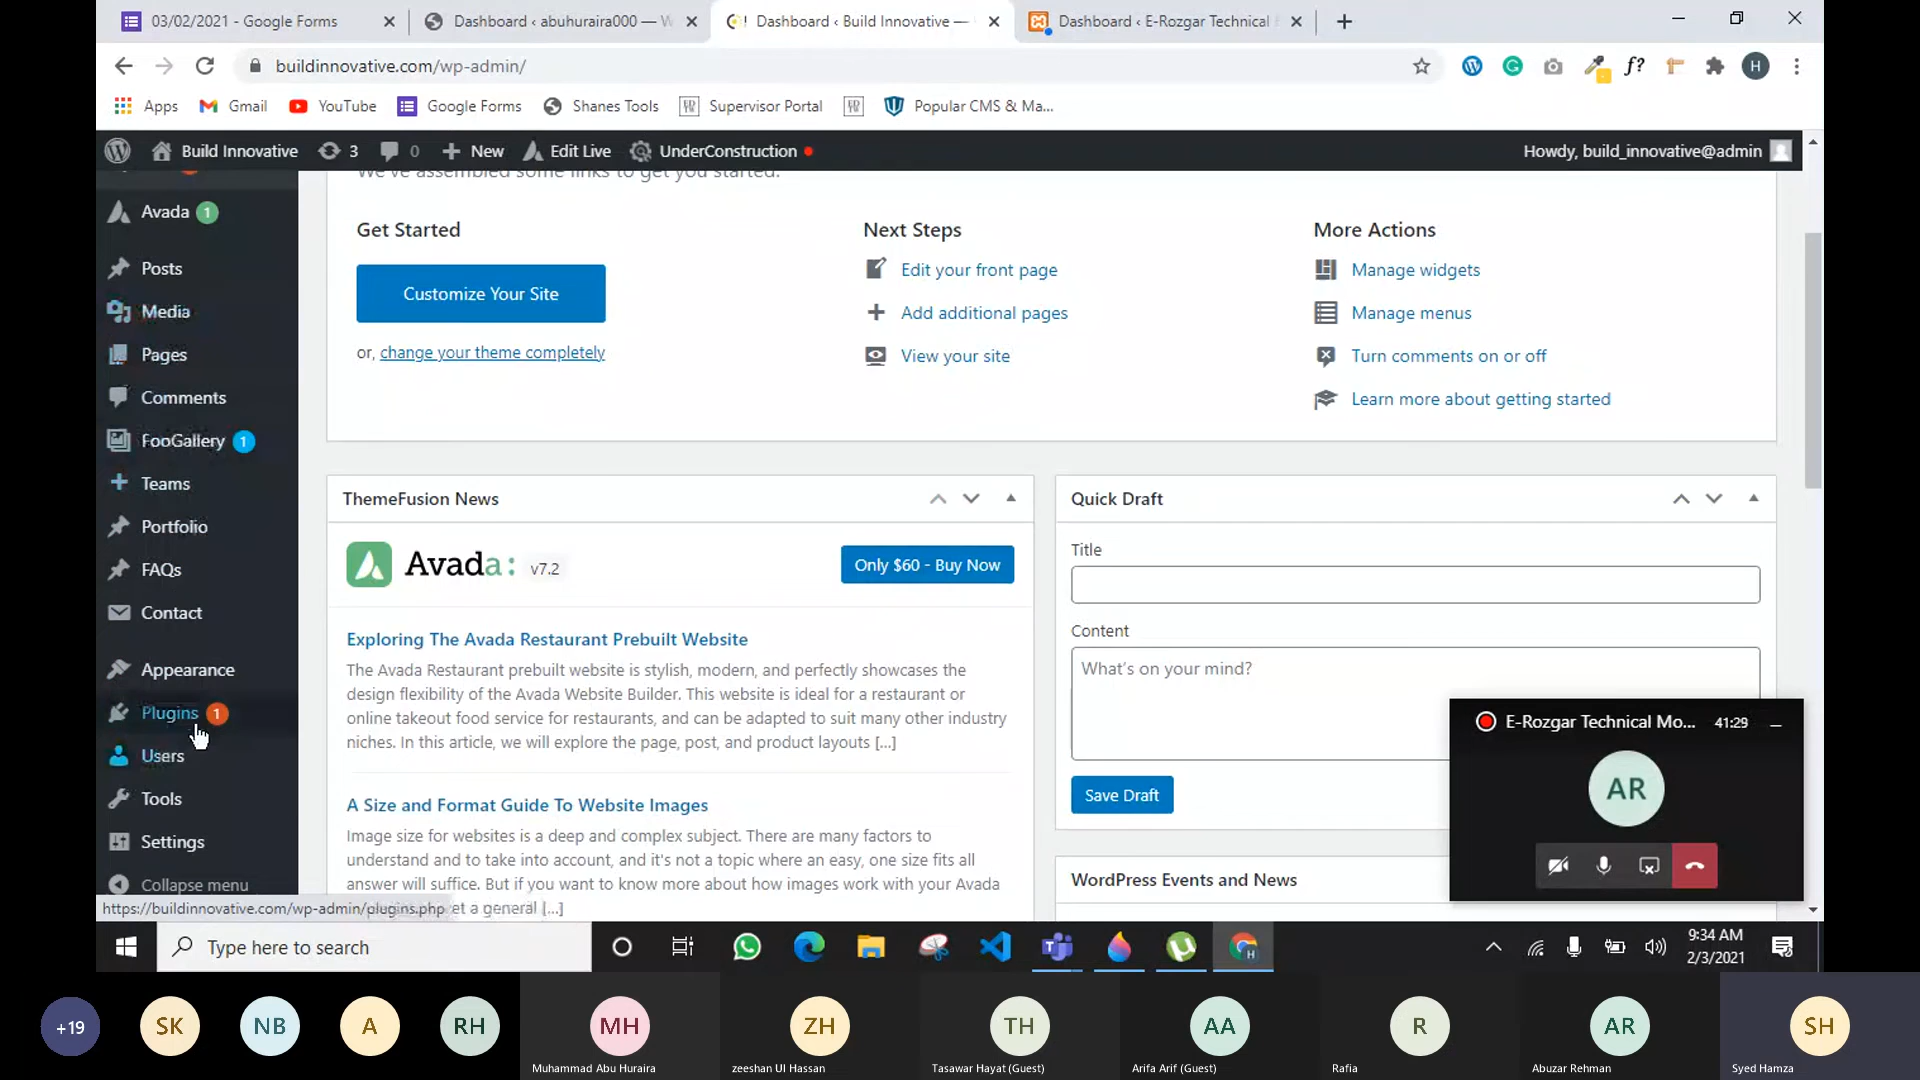 03/02/2021 - Google Forms
Dashboard ‹ abuhuraira000 — W
Dashboard ‹ Build Innovative —
Dashboard ‹ E-Rozgar Technical
buildinnovative.com/wp-admin/
f?
H
Apps
Gmail
YouTube
Google Forms
Shanes Tools
Supervisor Portal
Popular CMS & Ma...
Build Innovative
3
0
New
Edit Live
UnderConstruction
Howdy, build_innovative@admin
We've assembled some links to get you started.
Avada 1
Posts
Media
Pages
Comments
FooGallery 1
Teams
Portfolio
FAQs
Contact
Appearance
Plugins 1
Users
Tools
Settings
Collapse menu
Get Started
Customize Your Site
or, change your theme completely
Next Steps
Edit your front page
Add additional pages
View your site
More Actions
Manage widgets
Manage menus
Turn comments on or off
Learn more about getting started
ThemeFusion News
Avada: v7.2
Only $60 - Buy Now
Exploring The Avada Restaurant Prebuilt Website
The Avada Restaurant prebuilt website is stylish, modern, and perfectly showcases the
design flexibility of the Avada Website Builder. This website is ideal for a restaurant or
online takeout food service for restaurants, and can be adapted to suit many other industry
niches. In this article, we will explore the page, post, and product layouts [...]
A Size and Format Guide To Website Images
Image size for websites is a deep and complex subject. There are many factors to
understand and to take into account, and it's not a topic where an easy, one size fits all
answer will suffice. But if you want to know more about how images work with your Avada
et a general [...]
Quick Draft
Title
Content
What's on your mind?
Save Draft
WordPress Events and News
E-Rozgar Technical Mo...
41:29
AR
https://buildinnovative.com/wp-admin/plugins.php
Type here to search
H
9:34 AM
2/3/2021
+19
SK
NB
A
RH
MH
Muhammad Abu Huraira
ZH
zeeshan Ul Hassan
TH
Tasawar Hayat (Guest)
AA
Arifa Arif (Guest)
R
Rafia
AR
Abuzar Rehman
SH
Syed Hamza